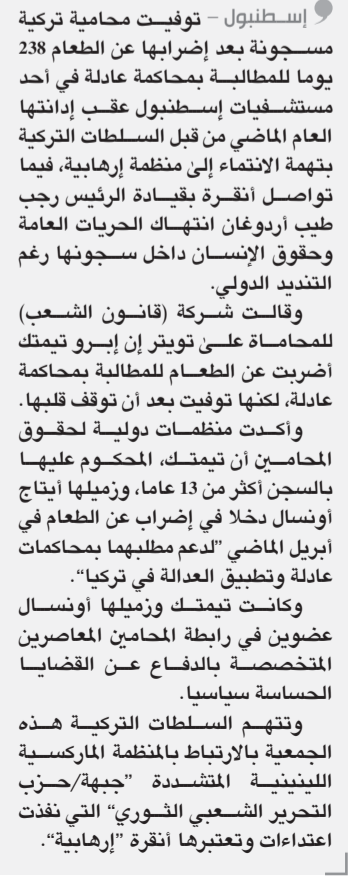 إسطنبول – توفيت محامية تركية
مسجونة بعد إضرابها عن الطعام 238
يوما للمطالبة بمحاكمة عادلة في أحد
مستشفيات إسطنبول عقب إدانتها
العام الماضي من قبل السلطات التركية
بتهمة الانتماء إلى منظمة إرهابية، فيما
تواصل أنقرة بقيادة الرئيس رجب
طيب أردوغان انتهاك الحريات العامة
وحقوق الإنسان داخل سجونها رغم
التنديد الدولي.
وقالت شركة (قانون الشعب)
للمحاماة على تويتر إن إبرو تيمتك
أضربت عن الطعام للمطالبة بمحاكمة
عادلة، لكنها توفيت بعد أن توقف قلبها.
وأكدت منظمات دولية لحقوق
المحامين أن تيمتك، المحكوم عليها
بالسجن أكثر من 13 عاما، وزميلها أيتاج
أونسال دخلا في إضراب عن الطعام في
أبريل الماضي ”لدعم مطلبهما بمحاكمات
عادلة وتطبيق العدالة في تركيا“.
وكانت تيمتك وزميلها أونسال
عضوين في رابطة المحامين المعاصرين
المتخصصة بالدفاع عن القضايا
الحساسة سياسيا.
وتتهم السلطات التركية هذه
الجمعية بالارتباط بالمنظمة الماركسية
اللينينية المتشددة ”جبهة/حزب
التحرير الشعبي الثوري“ التي نفذت
اعتداءات وتعتبرها أنقرة ”إرهابية“.